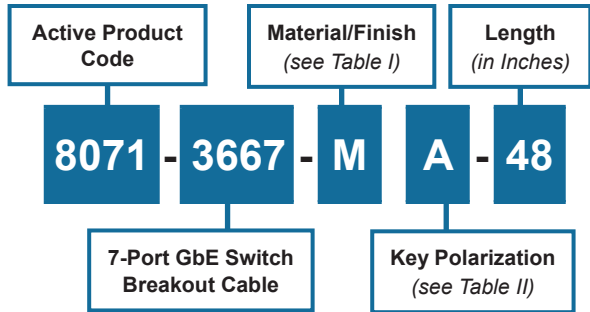 Active Product
Code
Material/Finish
(see Table I)
Length
(in Inches)
8071 - 3667 - M A - 48
7-Port GbE Switch
Breakout Cable
Key Polarization
(see Table II)